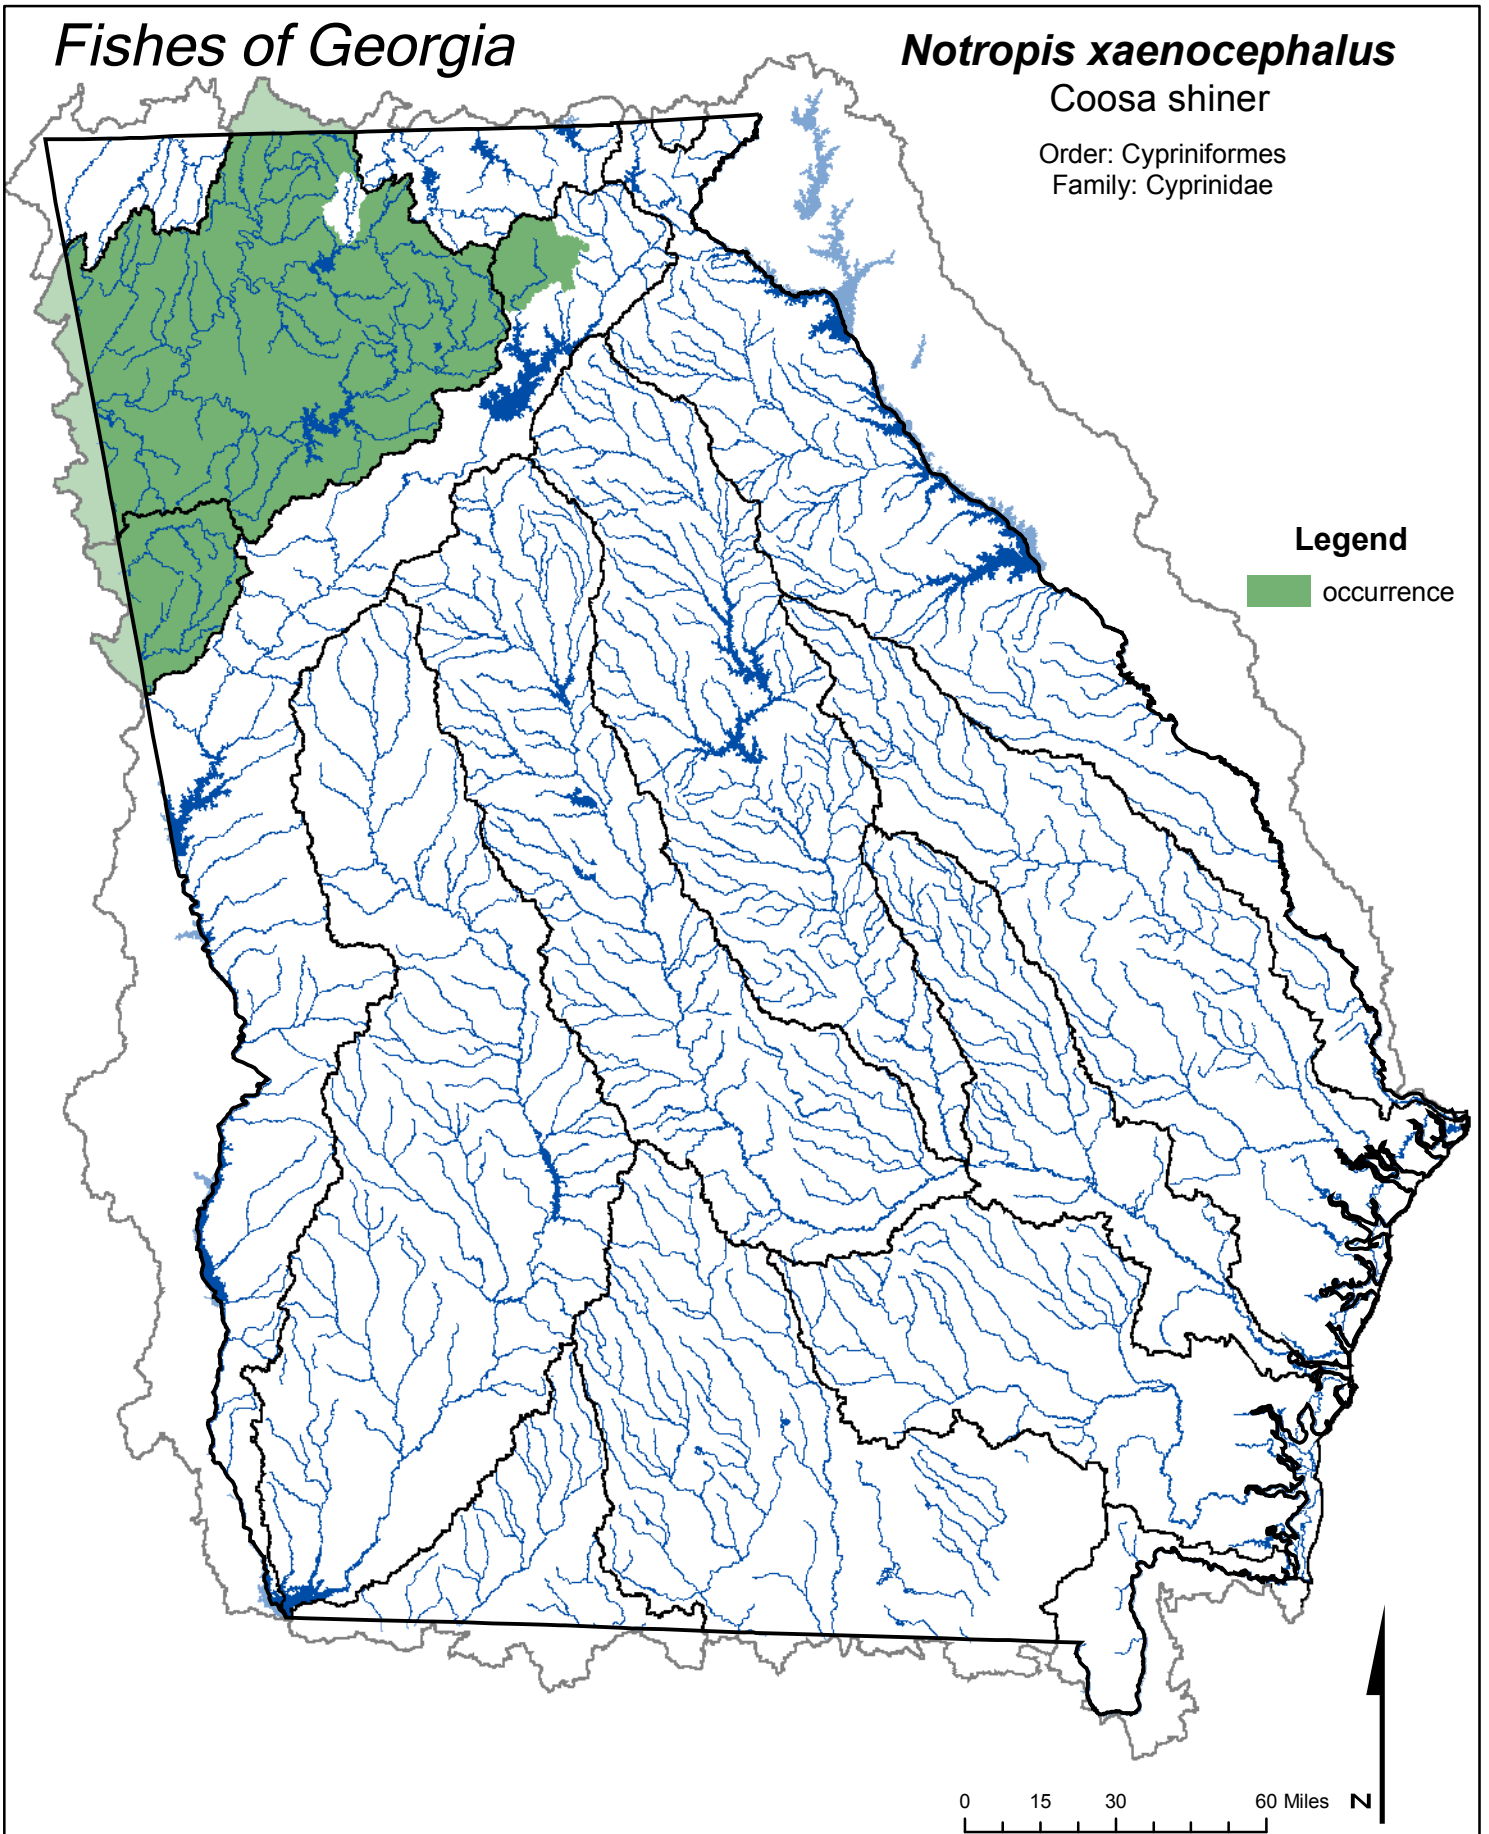 Fishes of Georgia
Notropis xaenocephalus
Coosa shiner
Order: Cypriniformes
Family: Cyprinidae
Legend
occurrence
0 15 30 60 Miles
N